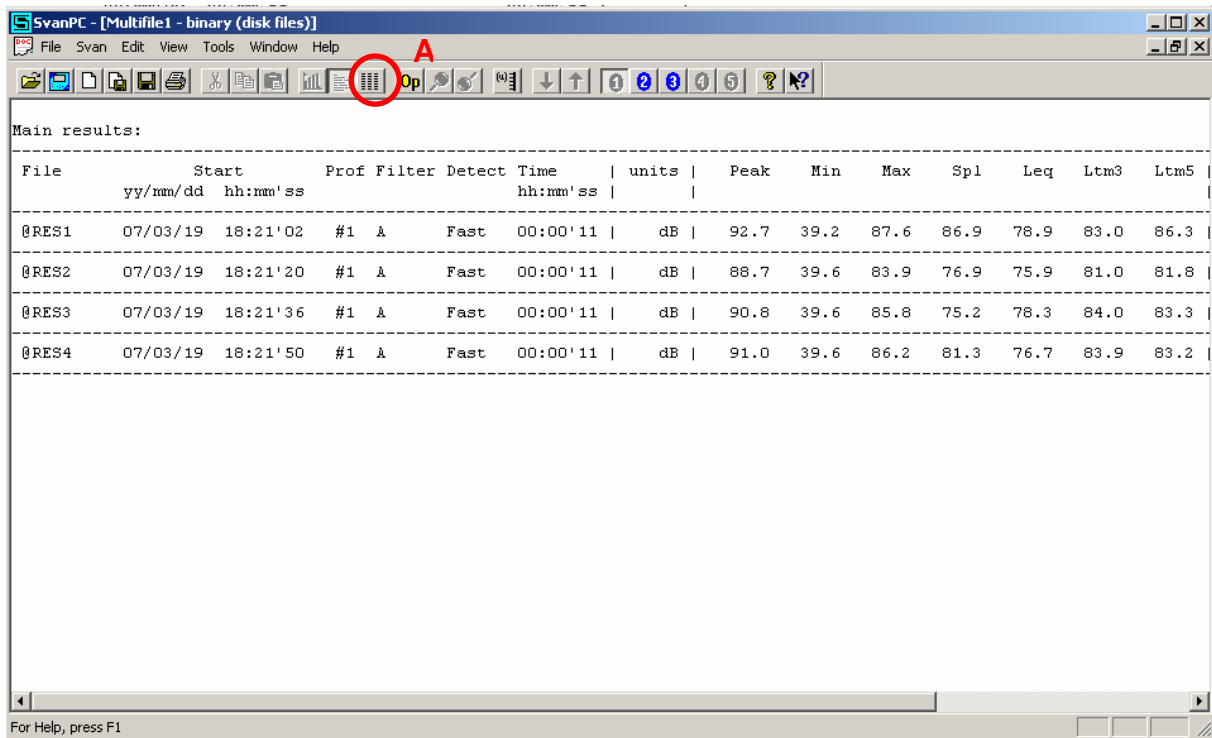 SvanPC - [Multifile1 - binary (disk files)]
File Svan Edit View Tools Window Help
A
Op 1 2 3 4 5 ? ?
Main results:
File Start Prof Filter Detect Time | units | Peak Min Max Spl Leq Ltm3 Ltm5 |
yy/mm/dd hh:mm'ss hh:mm'ss | | |
@RES1 07/03/19 18:21'02 #1 A Fast 00:00'11 | dB | 92.7 39.2 87.6 86.9 78.9 83.0 86.3 |
@RES2 07/03/19 18:21'20 #1 A Fast 00:00'11 | dB | 88.7 39.6 83.9 76.9 75.9 81.0 81.8 |
@RES3 07/03/19 18:21'36 #1 A Fast 00:00'11 | dB | 90.8 39.6 85.8 75.2 78.3 84.0 83.3 |
@RES4 07/03/19 18:21'50 #1 A Fast 00:00'11 | dB | 91.0 39.6 86.2 81.3 76.7 83.9 83.2 |
For Help, press F1